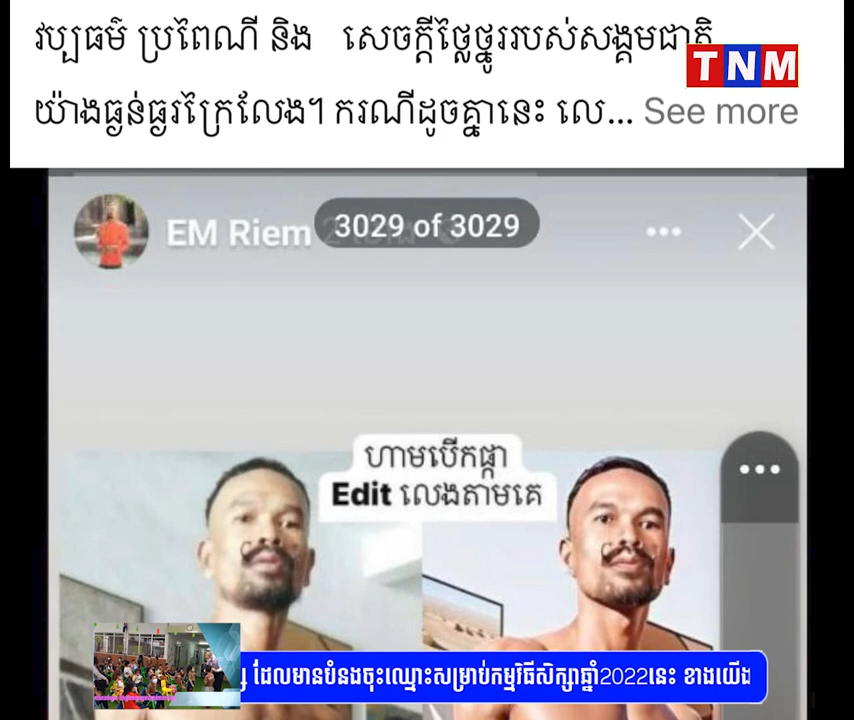 វប្បធម៌ ប្រពៃណី និង សេចក្តីថ្លៃថ្នូររបស់សង្គមជាតិ
TNM
យ៉ាងធ្ងន់ធ្ងរក្រៃលែង។ ករណីដូចគ្នានេះ លេ... See more
EM Riem
3029 of 3029
ហាមបើកផ្កា
Edit លេងតាមគេ
ដែលមានបំនងចុះឈ្មោះសម្រាប់កម្មវិធីសិក្សាឆ្នាំ2022នេះ ខាងយើង